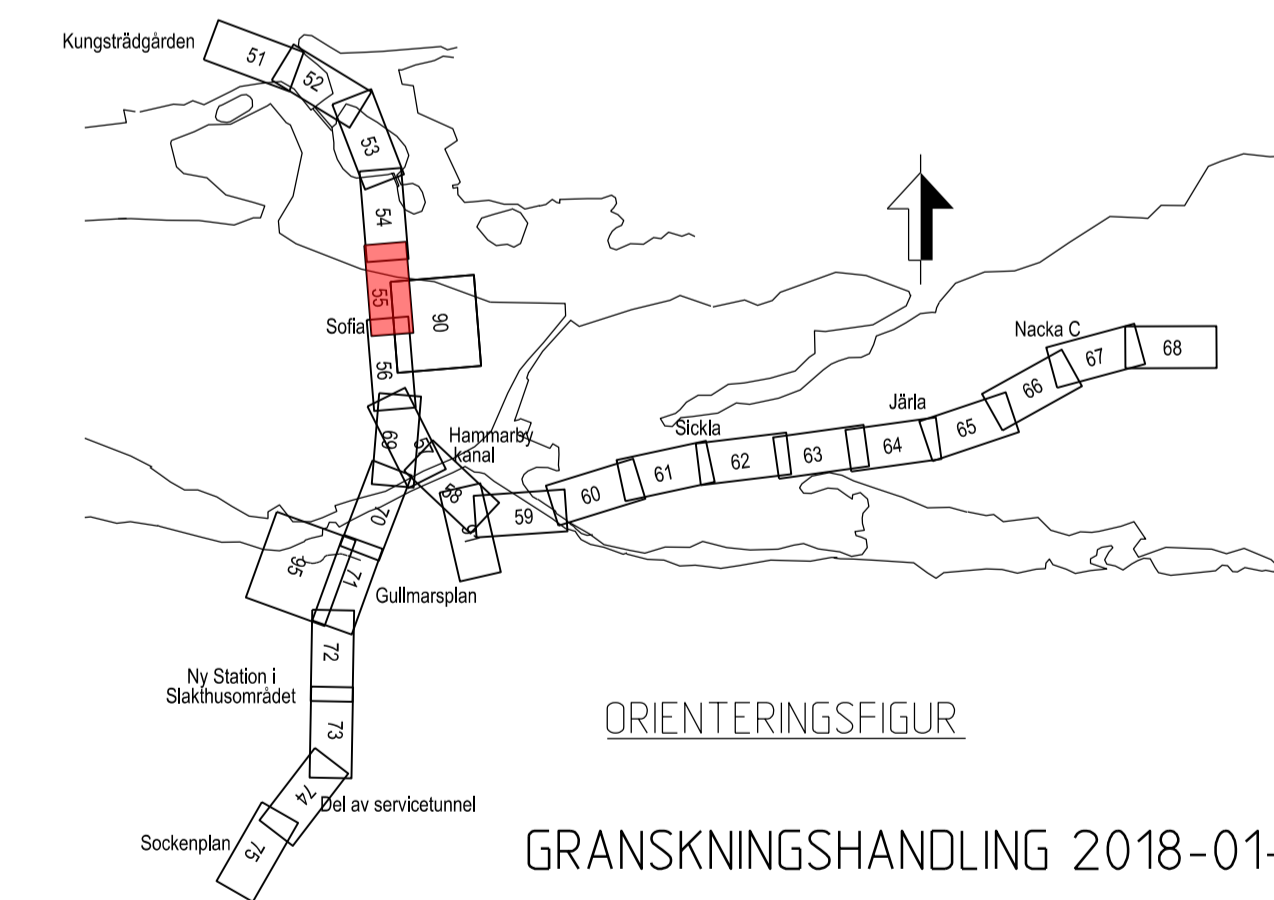 Kungsträdgården
51
52
53
54
55
Sofia
90
56
69
57
Hammarby
kanal
58
59
60
61
Sickla
62
63
64
Järla
65
66
Nacka C
67
68
70
95
71
Gullmarsplan
72
Ny Station i
Slakthusområdet
73
74
Del av servicetunnel
Sockenplan
75
ORIENTERINGSFIGUR
GRANSKNINGSHANDLING 2018-01-